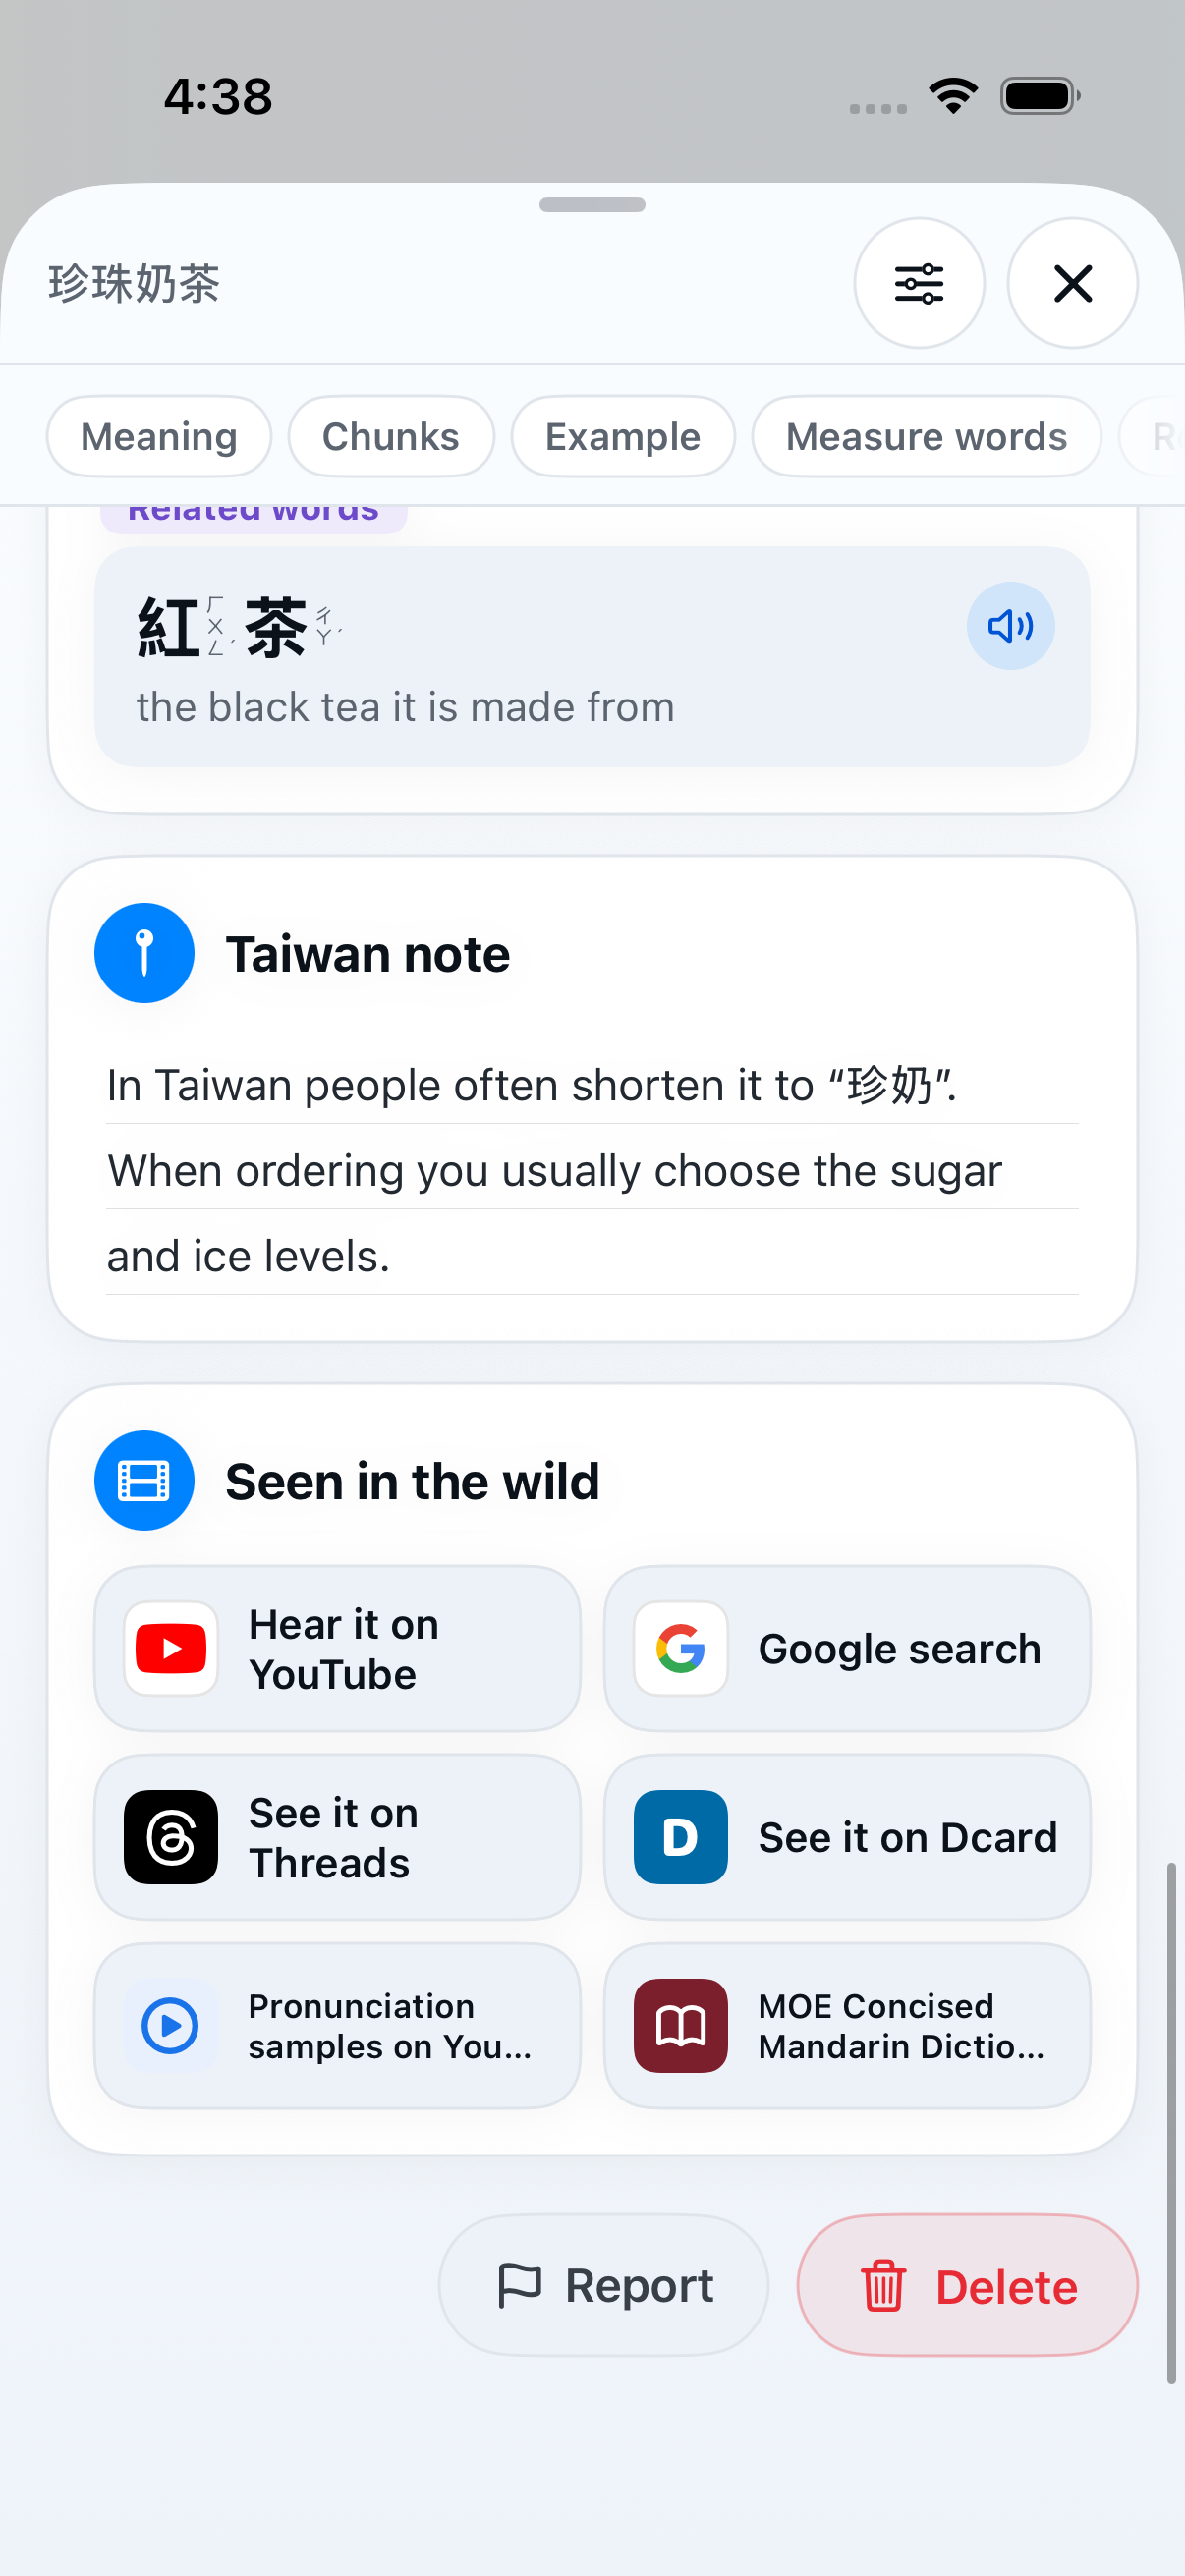 4:38
珍珠奶茶
Meaning
Chunks
Example
Measure words
Related words
紅ㄏㄨㄥˊ茶ㄔㄚˊ
the black tea it is made from
Taiwan note
In Taiwan people often shorten it to “珍奶”.
When ordering you usually choose the sugar
and ice levels.
Seen in the wild
Hear it on
YouTube
Google search
See it on
Threads
D
See it on Dcard
Pronunciation
samples on You...
MOE Concised
Mandarin Dictio...
Report
Delete